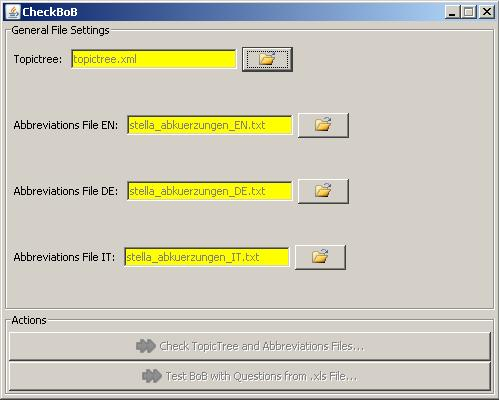 CheckBoB
General File Settings
Topictree: topictree.xml
Abbreviations File EN: stella_abkuerzungen_EN.txt
Abbreviations File DE: stella_abkuerzungen_DE.txt
Abbreviations File IT: stella_abkuerzungen_IT.txt
Actions
Check TopicTree and Abbreviations Files...
Test BoB with Questions from .xls File...